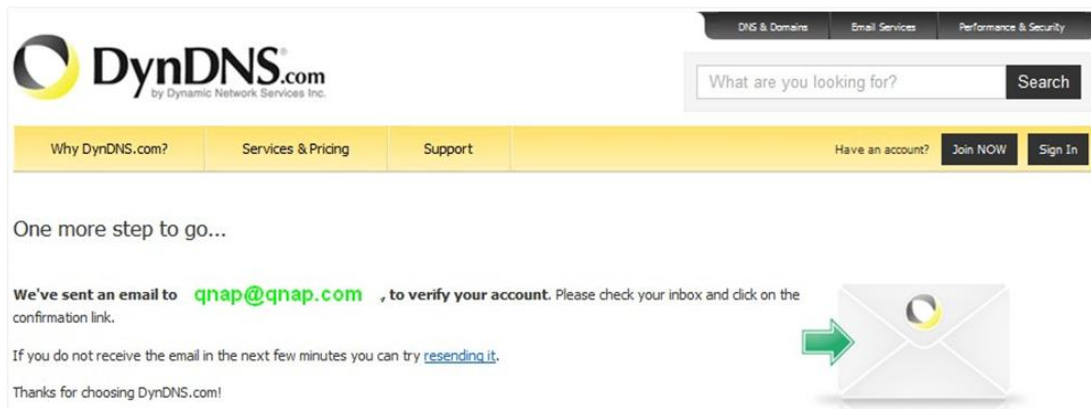 DNS & Domains Email Services Performance & Security
DynDNS.com
by Dynamic Network Services Inc.
What are you looking for? Search
Why DynDNS.com? Services & Pricing Support Have an account? Join NOW Sign In
One more step to go...
We've sent an email to qnap@qnap.com , to verify your account. Please check your inbox and click on the
confirmation link.
If you do not receive the email in the next few minutes you can try resending it.
Thanks for choosing DynDNS.com!